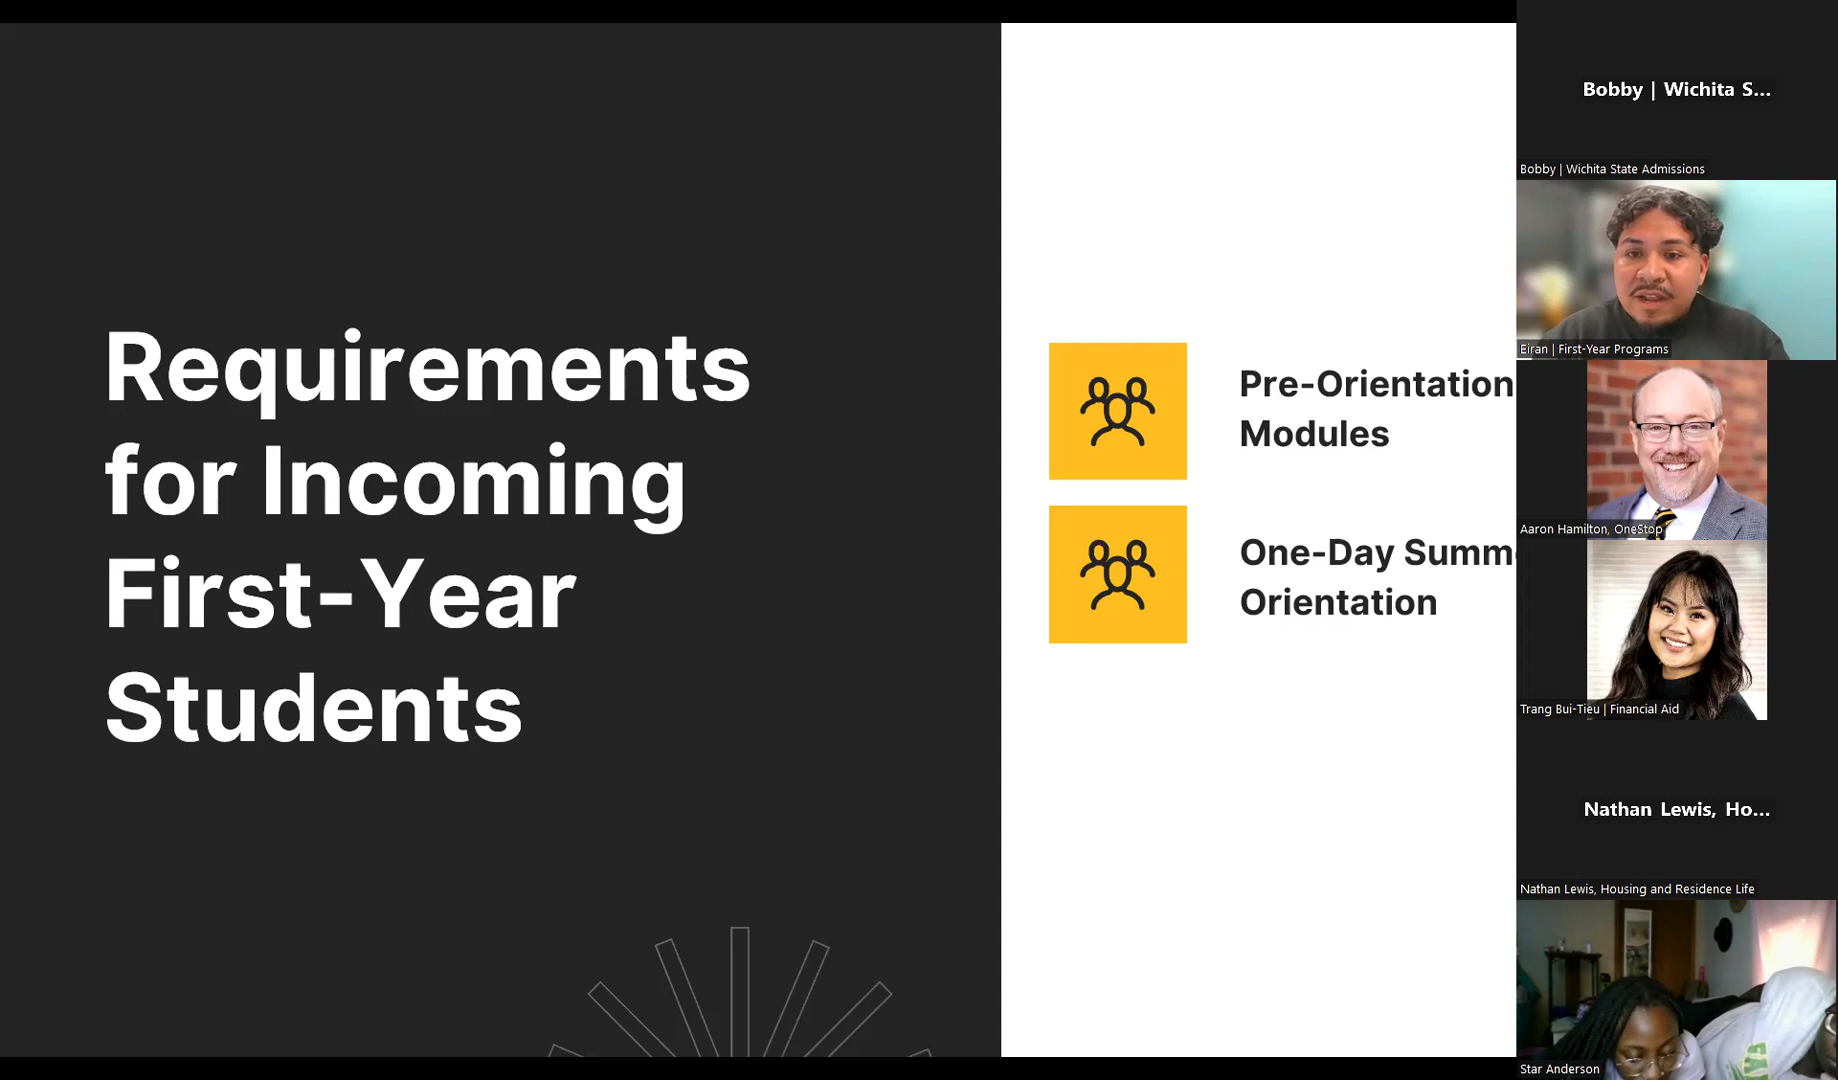 Requirements
for Incoming
First-Year
Students
Pre-Orientation
Modules
One-Day Summ
Orientation
Bobby | Wichita S...
Bobby | Wichita State Admissions
Eiran | First-Year Programs
Aaron Hamilton, OneStop
Trang Bui-Tieu | Financial Aid
Nathan Lewis, Ho...
Nathan Lewis, Housing and Residence Life
Star Anderson